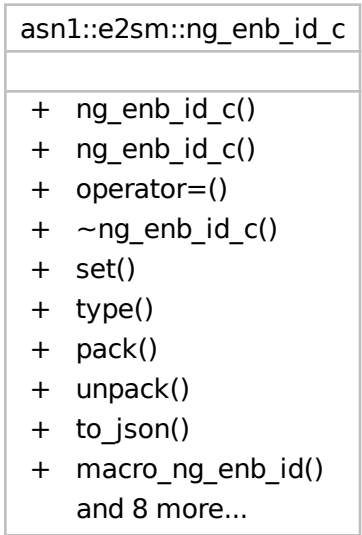 asn1::e2sm::ng_enb_id_c
+ ng_enb_id_c()
+ ng_enb_id_c()
+ operator=()
+ ~ng_enb_id_c()
+ set()
+ type()
+ pack()
+ unpack()
+ to_json()
+ macro_ng_enb_id()
and 8 more...